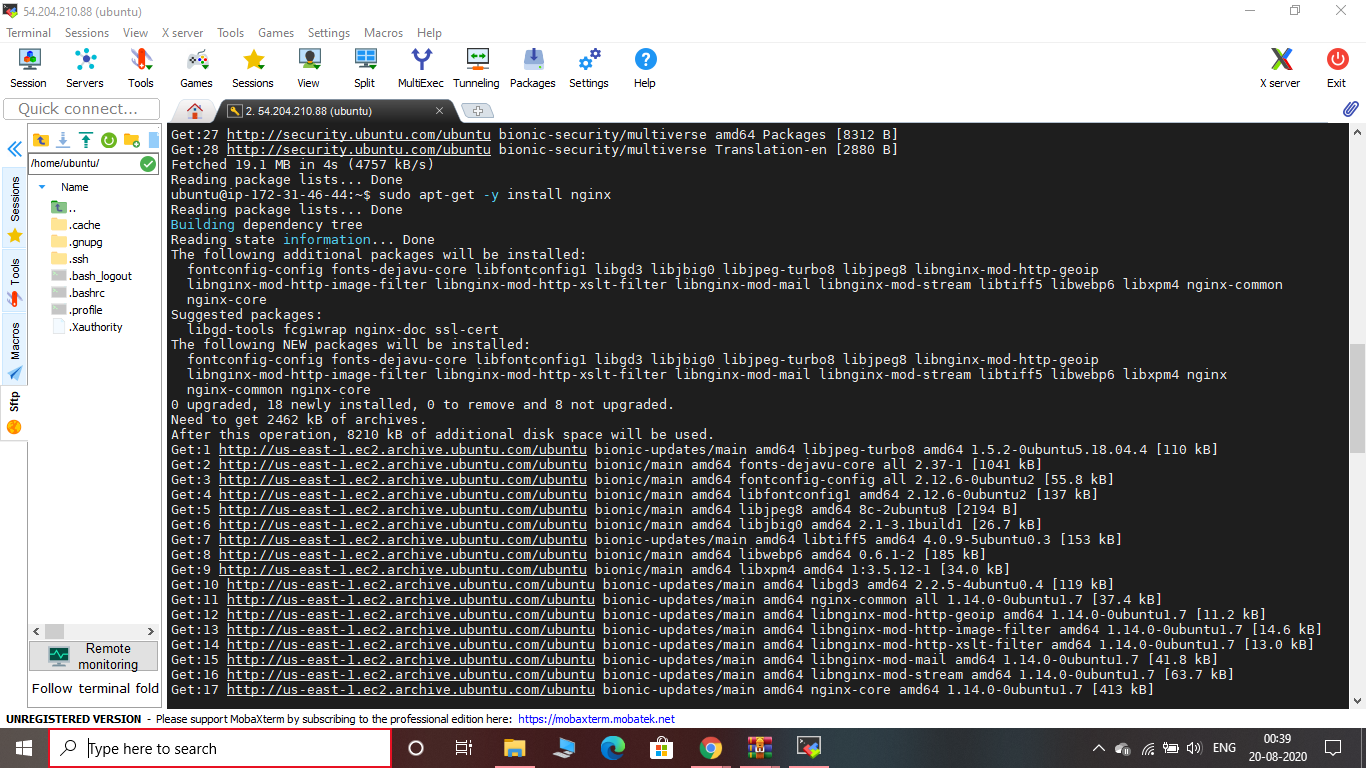 54.204.210.88 (ubuntu)
Terminal Sessions View X server Tools Games Settings Macros Help
Session Servers Tools Games Sessions View Split MultiExec Tunneling Packages Settings Help X server Exit
Quick connect...
2. 54.204.210.88 (ubuntu)
/home/ubuntu/
Name
..
.cache
.gnupg
.ssh
.bash_logout
.bashrc
.profile
.Xauthority
Sessions
Tools
Macros
Sftp
Remote
monitoring
Follow terminal fold
Get:27 http://security.ubuntu.com/ubuntu bionic-security/multiverse amd64 Packages [8312 B]
Get:28 http://security.ubuntu.com/ubuntu bionic-security/multiverse Translation-en [2880 B]
Fetched 19.1 MB in 4s (4757 kB/s)
Reading package lists... Done
ubuntu@ip-172-31-46-44:~$ sudo apt-get -y install nginx
Reading package lists... Done
Building dependency tree
Reading state information... Done
The following additional packages will be installed:
fontconfig-config fonts-dejavu-core libfontconfig1 libgd3 libjbig0 libjpeg-turbo8 libjpeg8 libnginx-mod-http-geoip
libnginx-mod-http-image-filter libnginx-mod-http-xslt-filter libnginx-mod-mail libnginx-mod-stream libtiff5 libwebp6 libxpm4 nginx-common
nginx-core
Suggested packages:
libgd-tools fcgiwrap nginx-doc ssl-cert
The following NEW packages will be installed:
fontconfig-config fonts-dejavu-core libfontconfig1 libgd3 libjbig0 libjpeg-turbo8 libjpeg8 libnginx-mod-http-geoip
libnginx-mod-http-image-filter libnginx-mod-http-xslt-filter libnginx-mod-mail libnginx-mod-stream libtiff5 libwebp6 libxpm4 nginx
nginx-common nginx-core
0 upgraded, 18 newly installed, 0 to remove and 8 not upgraded.
Need to get 2462 kB of archives.
After this operation, 8210 kB of additional disk space will be used.
Get:1 http://us-east-1.ec2.archive.ubuntu.com/ubuntu bionic-updates/main amd64 libjpeg-turbo8 amd64 1.5.2-0ubuntu5.18.04.4 [110 kB]
Get:2 http://us-east-1.ec2.archive.ubuntu.com/ubuntu bionic/main amd64 fonts-dejavu-core all 2.37-1 [1041 kB]
Get:3 http://us-east-1.ec2.archive.ubuntu.com/ubuntu bionic/main amd64 fontconfig-config all 2.12.6-0ubuntu2 [55.8 kB]
Get:4 http://us-east-1.ec2.archive.ubuntu.com/ubuntu bionic/main amd64 libfontconfig1 amd64 2.12.6-0ubuntu2 [137 kB]
Get:5 http://us-east-1.ec2.archive.ubuntu.com/ubuntu bionic/main amd64 libjpeg8 amd64 8c-2ubuntu8 [2194 B]
Get:6 http://us-east-1.ec2.archive.ubuntu.com/ubuntu bionic/main amd64 libjbig0 amd64 2.1-3.1build1 [26.7 kB]
Get:7 http://us-east-1.ec2.archive.ubuntu.com/ubuntu bionic-updates/main amd64 libtiff5 amd64 4.0.9-5ubuntu0.3 [153 kB]
Get:8 http://us-east-1.ec2.archive.ubuntu.com/ubuntu bionic/main amd64 libwebp6 amd64 0.6.1-2 [185 kB]
Get:9 http://us-east-1.ec2.archive.ubuntu.com/ubuntu bionic/main amd64 libxpm4 amd64 1:3.5.12-1 [34.0 kB]
Get:10 http://us-east-1.ec2.archive.ubuntu.com/ubuntu bionic-updates/main amd64 libgd3 amd64 2.2.5-4ubuntu0.4 [119 kB]
Get:11 http://us-east-1.ec2.archive.ubuntu.com/ubuntu bionic-updates/main amd64 nginx-common all 1.14.0-0ubuntu1.7 [37.4 kB]
Get:12 http://us-east-1.ec2.archive.ubuntu.com/ubuntu bionic-updates/main amd64 libnginx-mod-http-geoip amd64 1.14.0-0ubuntu1.7 [11.2 kB]
Get:13 http://us-east-1.ec2.archive.ubuntu.com/ubuntu bionic-updates/main amd64 libnginx-mod-http-image-filter amd64 1.14.0-0ubuntu1.7 [14.6 kB]
Get:14 http://us-east-1.ec2.archive.ubuntu.com/ubuntu bionic-updates/main amd64 libnginx-mod-http-xslt-filter amd64 1.14.0-0ubuntu1.7 [13.0 kB]
Get:15 http://us-east-1.ec2.archive.ubuntu.com/ubuntu bionic-updates/main amd64 libnginx-mod-mail amd64 1.14.0-0ubuntu1.7 [41.8 kB]
Get:16 http://us-east-1.ec2.archive.ubuntu.com/ubuntu bionic-updates/main amd64 libnginx-mod-stream amd64 1.14.0-0ubuntu1.7 [63.7 kB]
Get:17 http://us-east-1.ec2.archive.ubuntu.com/ubuntu bionic-updates/main amd64 nginx-core amd64 1.14.0-0ubuntu1.7 [413 kB]
UNREGISTERED VERSION - Please support MobaXterm by subscribing to the professional edition here: https://mobaxterm.mobatek.net
Type here to search
ENG
00:39
20-08-2020